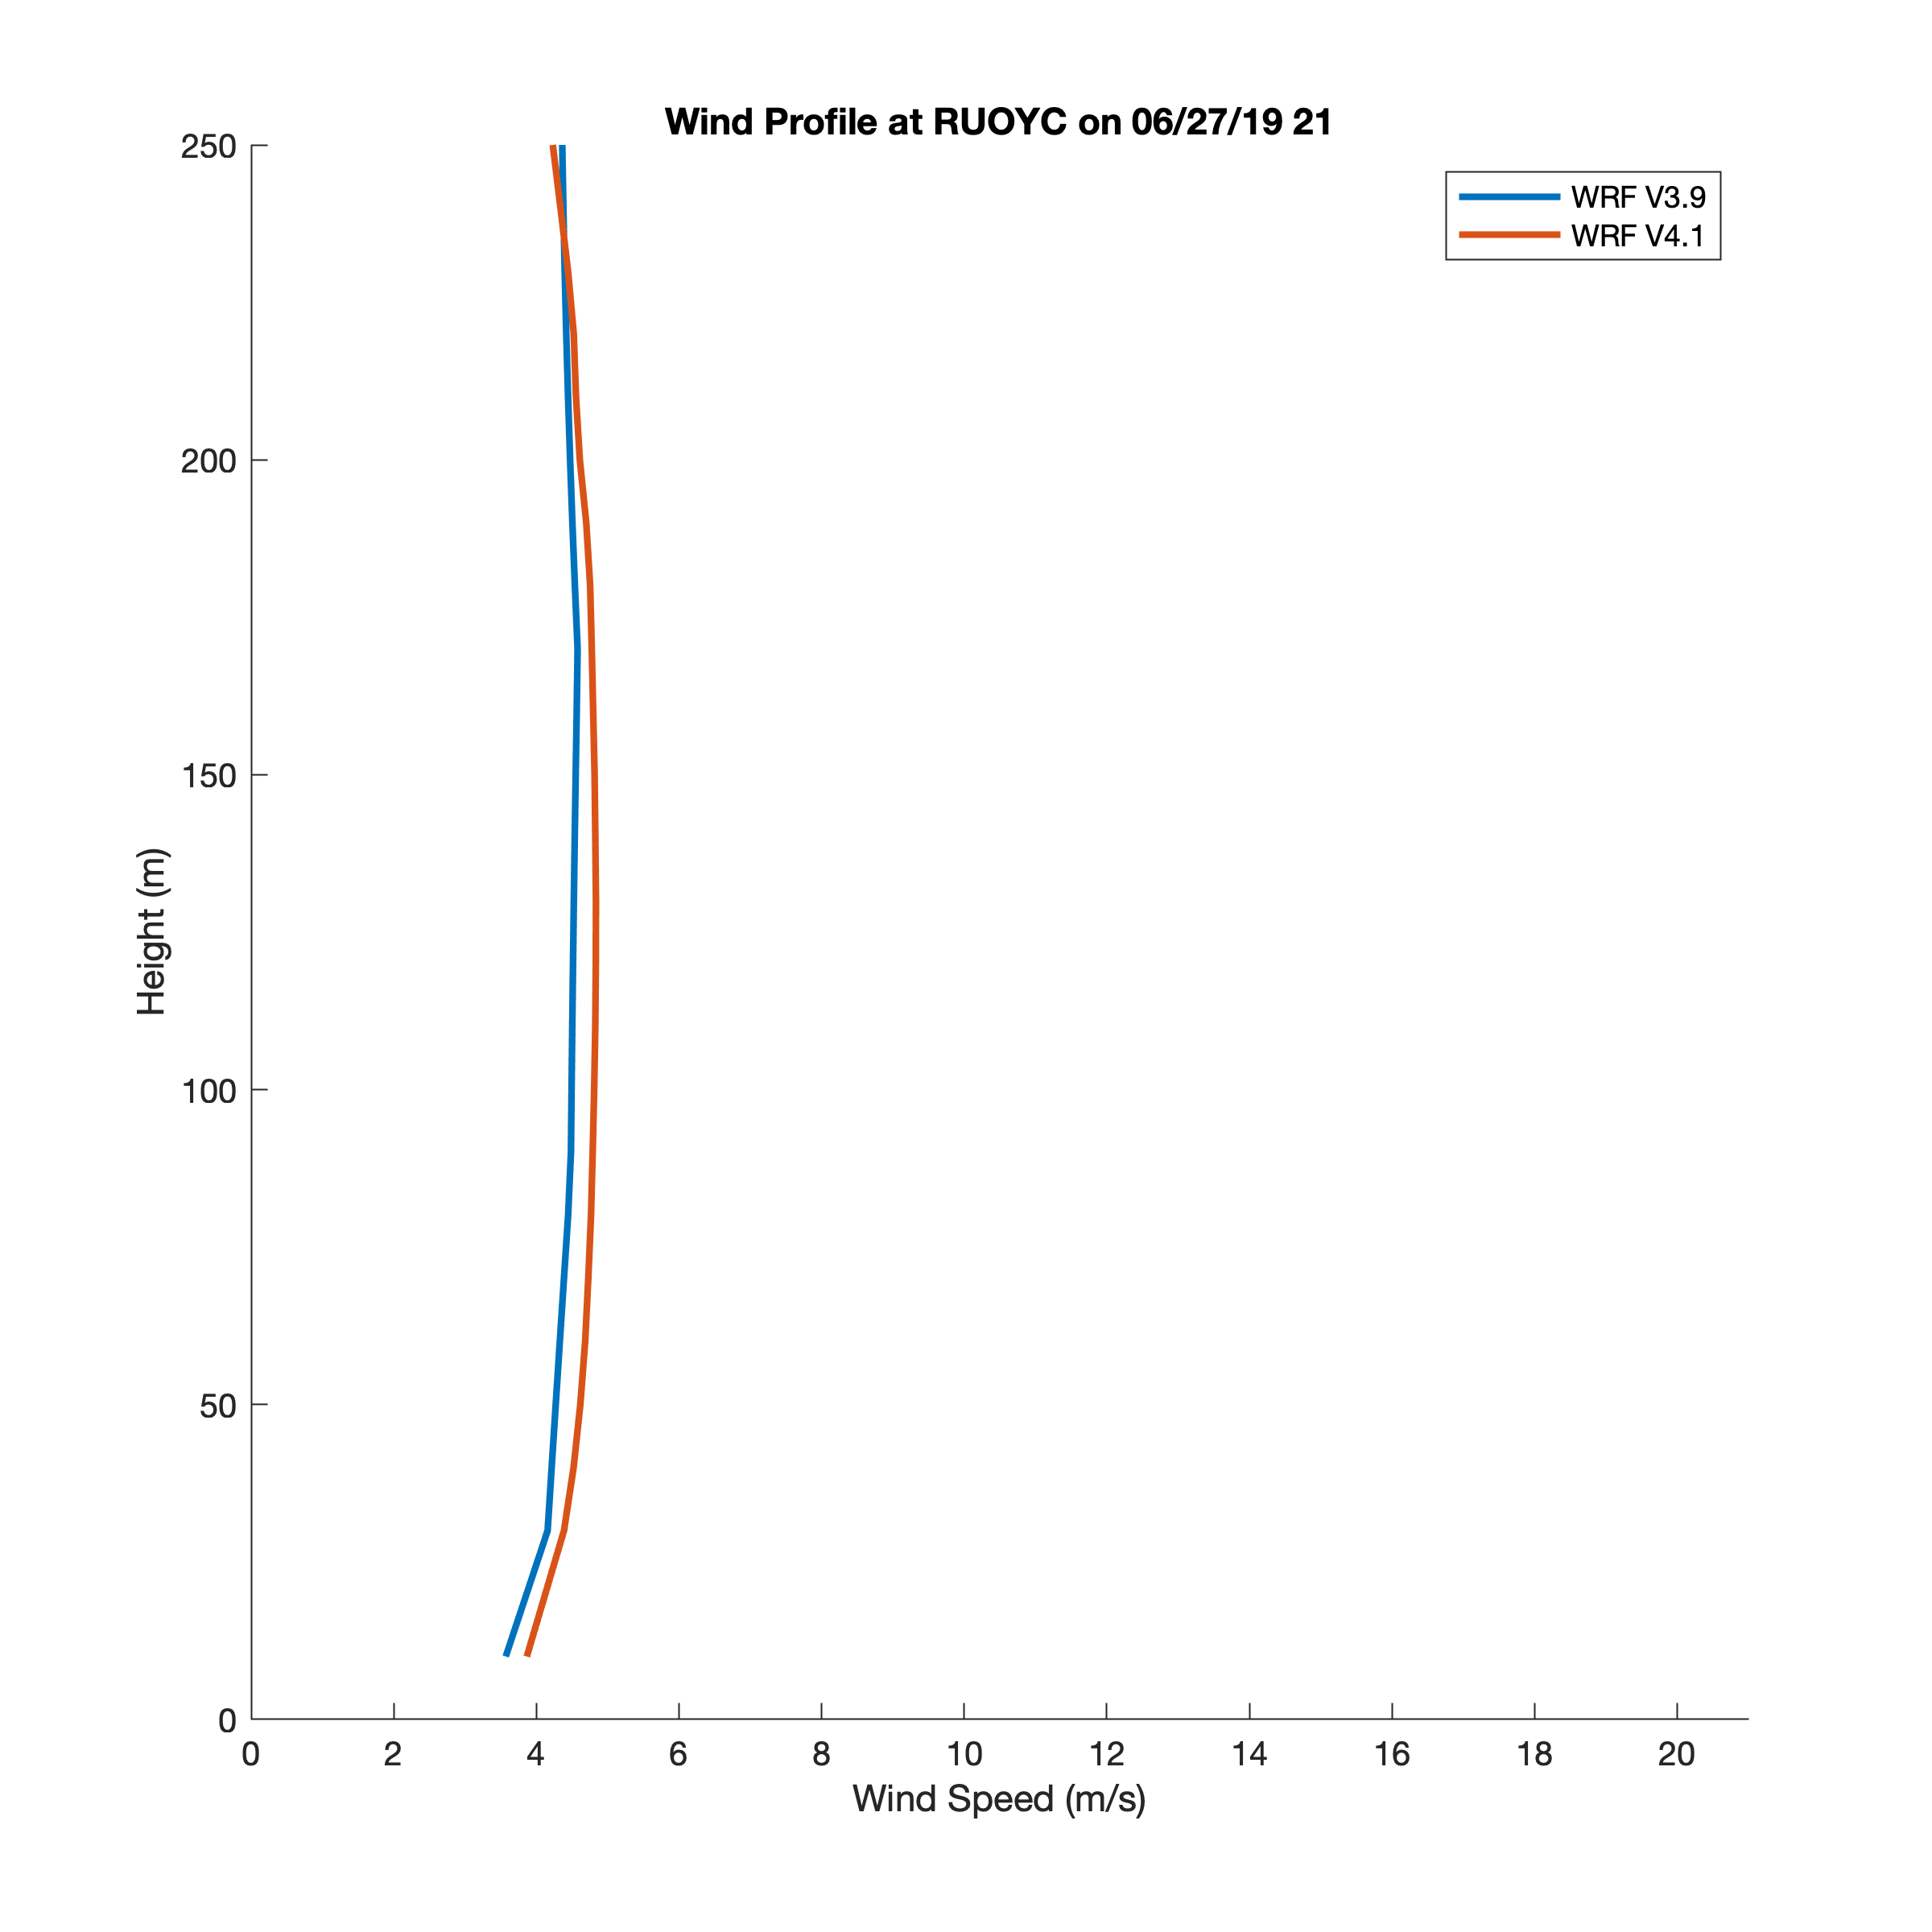 Wind Profile at RUOYC on 06/27/19 21
WRF V3.9
WRF V4.1
250
200
150
100
50
0
Height (m)
0 2 4 6 8 10 12 14 16 18 20
Wind Speed (m/s)